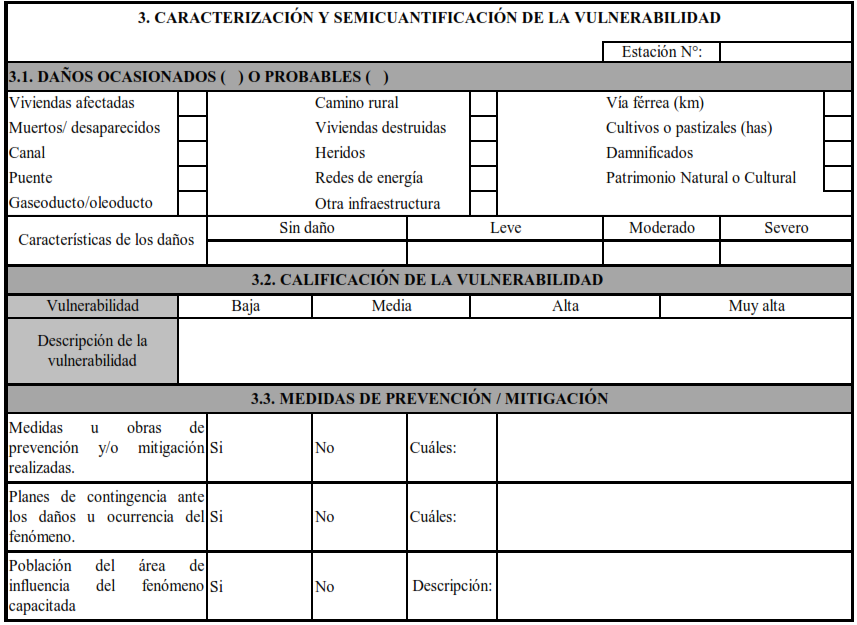 3. CARACTERIZACIÓN Y SEMICUANTIFICACIÓN DE LA VULNERABILIDAD
Estación N°:
3.1. DAÑOS OCASIONADOS ( ) O PROBABLES ( )
Viviendas afectadas Camino rural Vía férrea (km)
Muertos/ desaparecidos Viviendas destruidas Cultivos o pastizales (has)
Canal Heridos Damnificados
Puente Redes de energía Patrimonio Natural o Cultural
Gaseoducto/oleoducto Otra infraestructura
Características de los daños Sin daño Leve Moderado Severo
3.2. CALIFICACIÓN DE LA VULNERABILIDAD
Vulnerabilidad Baja Media Alta Muy alta
Descripción de la
vulnerabilidad
3.3. MEDIDAS DE PREVENCIÓN / MITIGACIÓN
Medidas u obras de
prevención y/o mitigación Si No Cuáles:
realizadas.
Planes de contingencia ante
los daños u ocurrencia del Si No Cuáles:
fenómeno.
Población del área de
influencia del fenómeno Si No Descripción:
capacitada